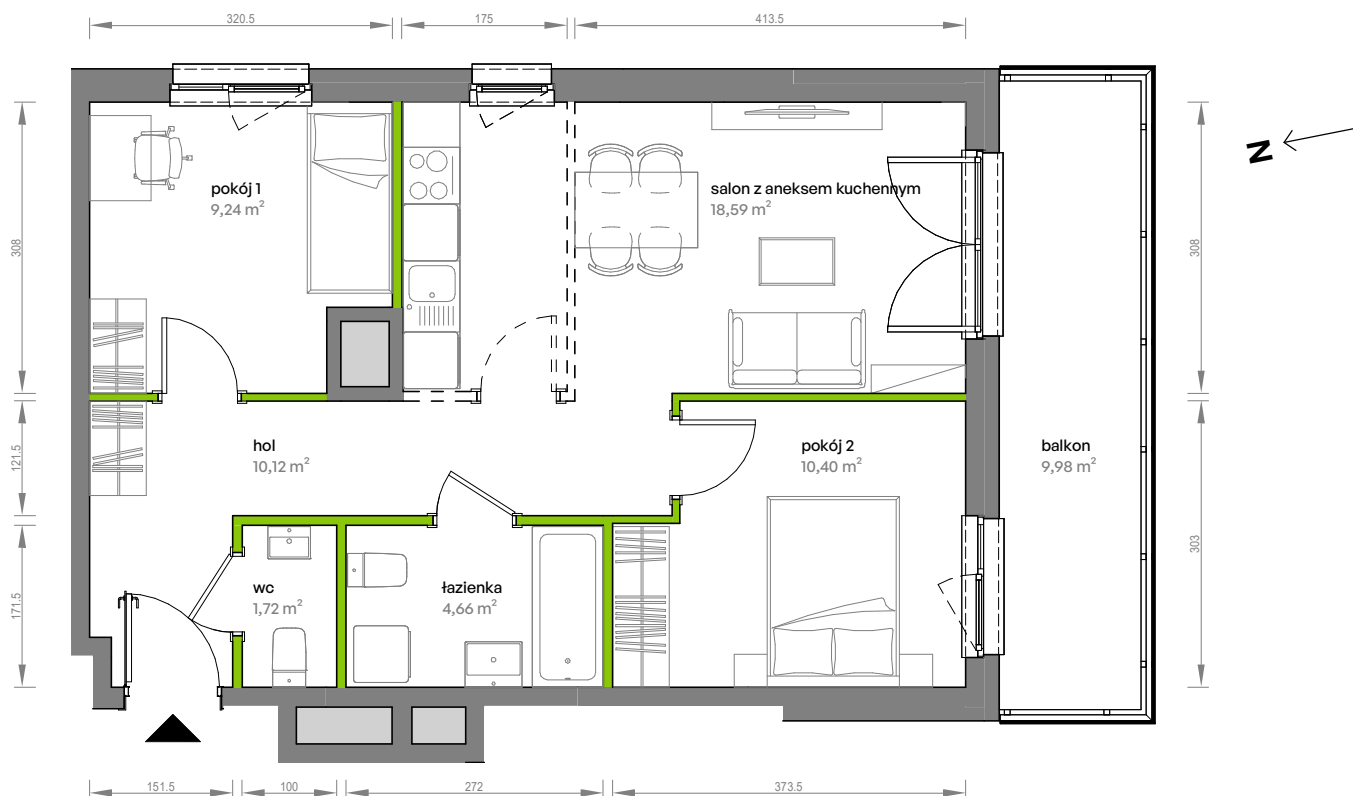 320.5
175
413.5
308
308
N
pokój 1
9,24 m²
salon z aneksem kuchennym
18,59 m²
121.5
hol
10,12 m²
pokój 2
10,40 m²
balkon
9,98 m²
303
171.5
wc
1,72 m²
łazienka
4,66 m²
151.5
100
272
373.5